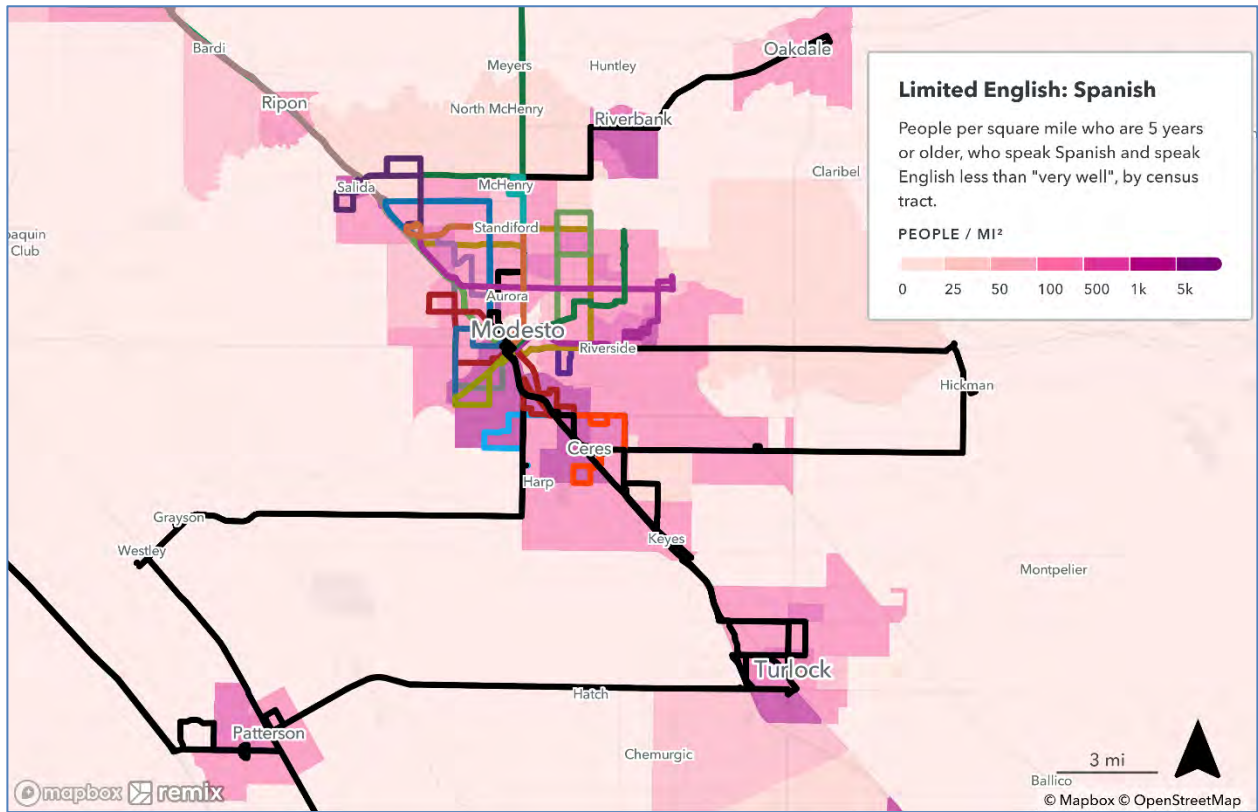 Bardi
Meyers
Huntley
Oakdale
Ripon
North McHenry
Riverbank
Claribel
Salida
McHenry
Standiford
oaquin
Club
Aurora
Modesto
Riverside
Hickman
Ceres
Harp
Grayson
Westley
Keyes
Montpelier
Turlock
Hatch
Patterson
Chemurgic
Ballico
Limited English: Spanish
People per square mile who are 5 years
or older, who speak Spanish and speak
English less than "very well", by census
tract.
PEOPLE / MI²
0 25 50 100 500 1k 5k
3 mi
mapbox remix
© Mapbox © OpenStreetMap